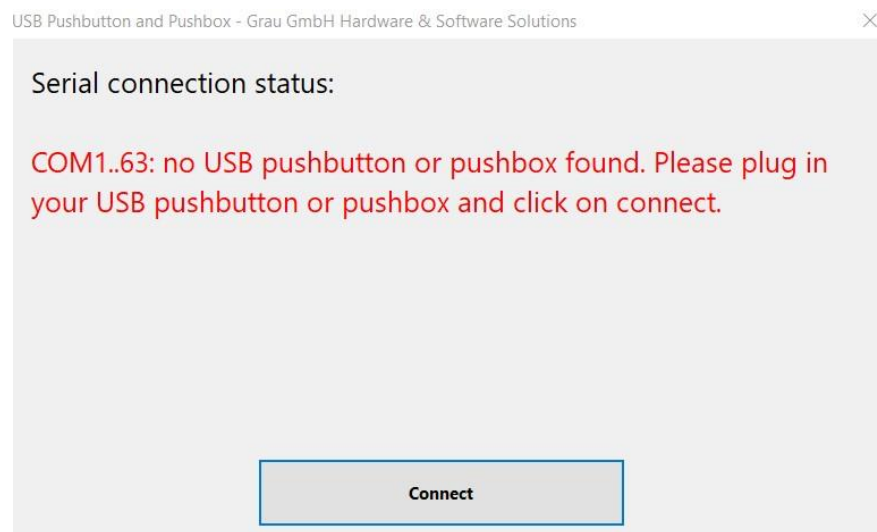 USB Pushbutton and Pushbox - Grau GmbH Hardware & Software Solutions
Serial connection status:
COM1..63: no USB pushbutton or pushbox found. Please plug in
your USB pushbutton or pushbox and click on connect.
Connect